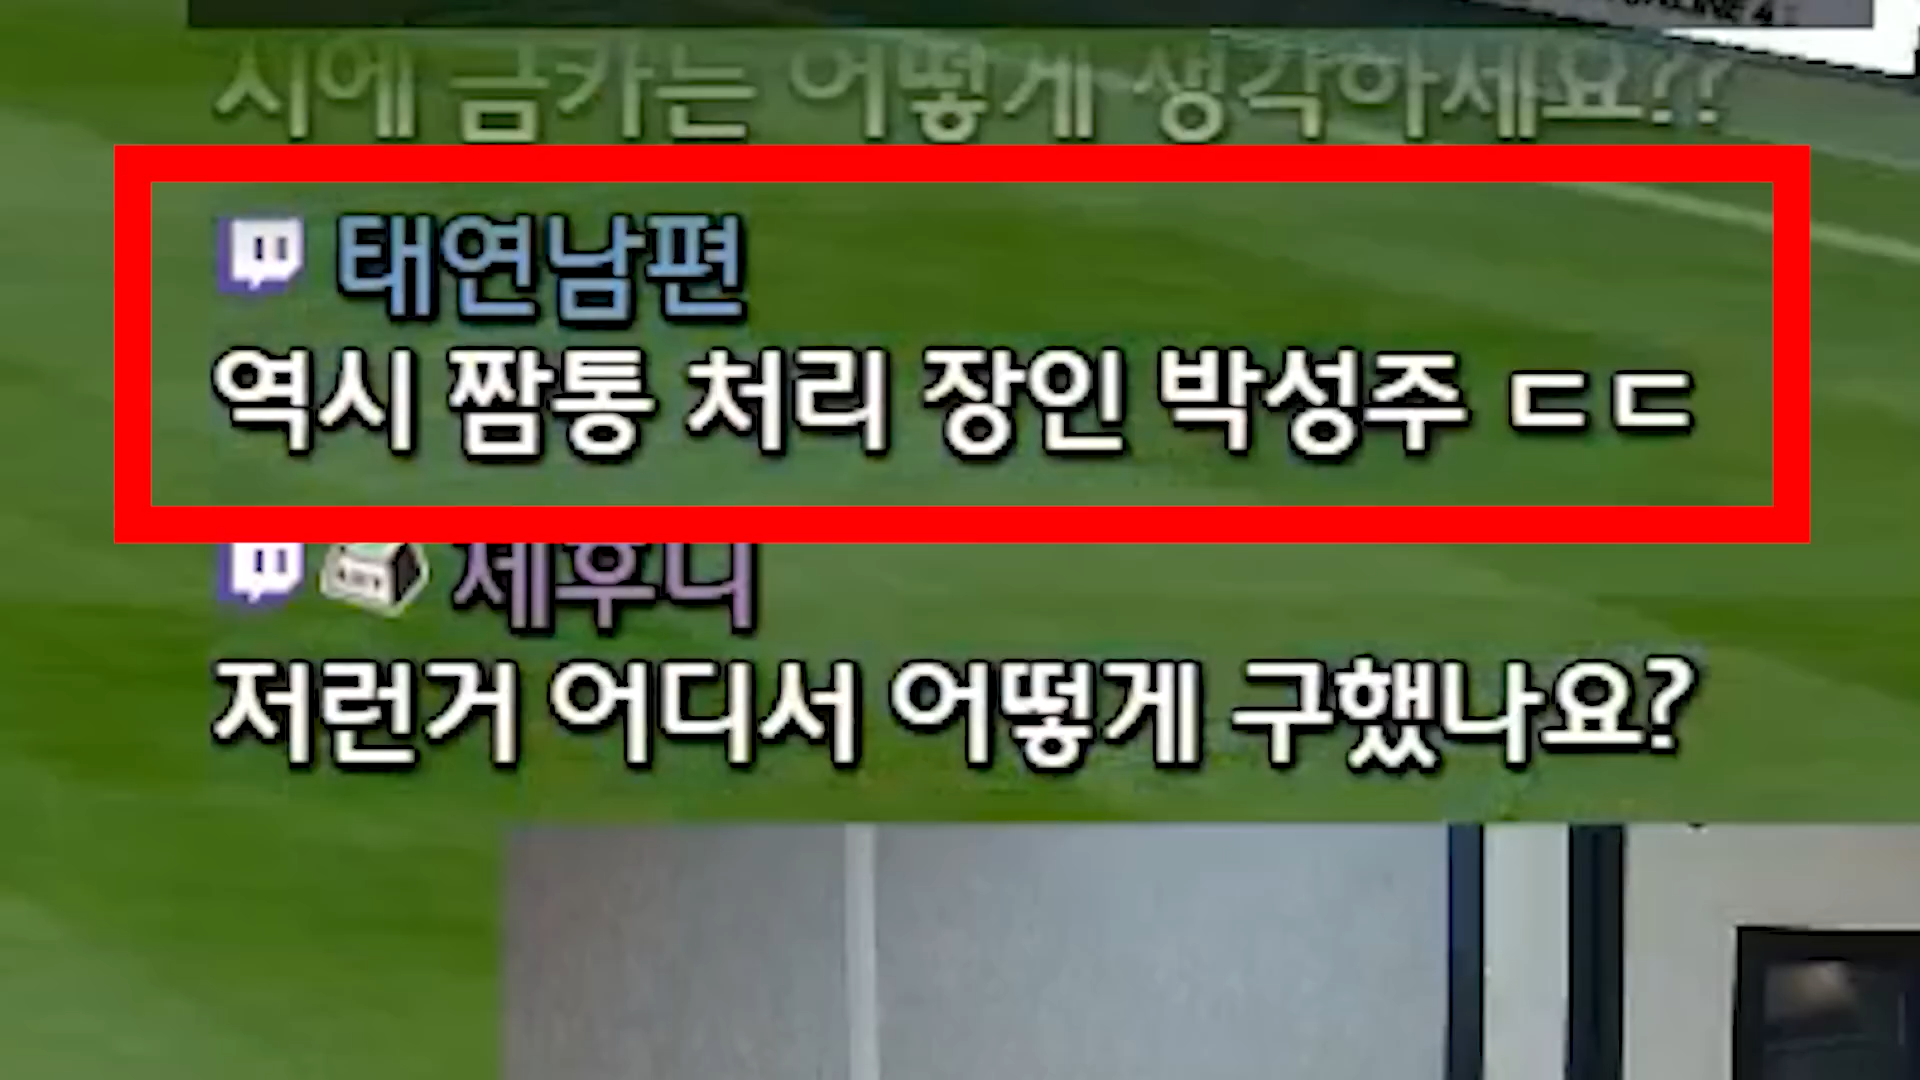 시에 금카는 어떻게 생각하세요??
태연남편
역시 짬통 처리 장인 박성주 ㄷㄷ
제후니
저런거 어디서 어떻게 구했나요?